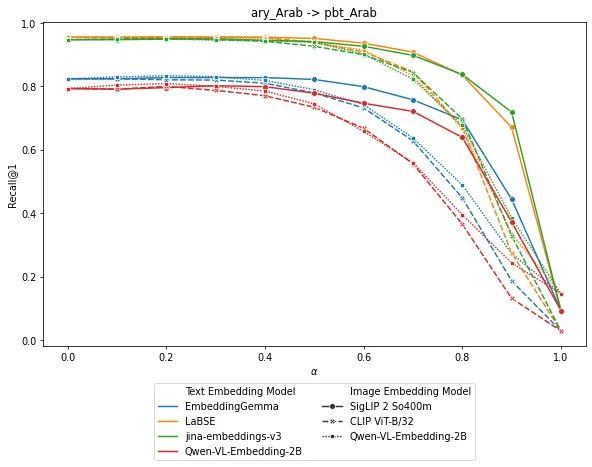 ary_Arab -> pbt_Arab
Recall@1
1.0
0.8
0.6
0.4
0.2
0.0
0.0 0.2 0.4 0.6 0.8 1.0
α
Text Embedding Model
EmbeddingGemma
LaBSE
jina-embeddings-v3
Qwen-VL-Embedding-2B
Image Embedding Model
SigLIP 2 So400m
CLIP ViT-B/32
Qwen-VL-Embedding-2B